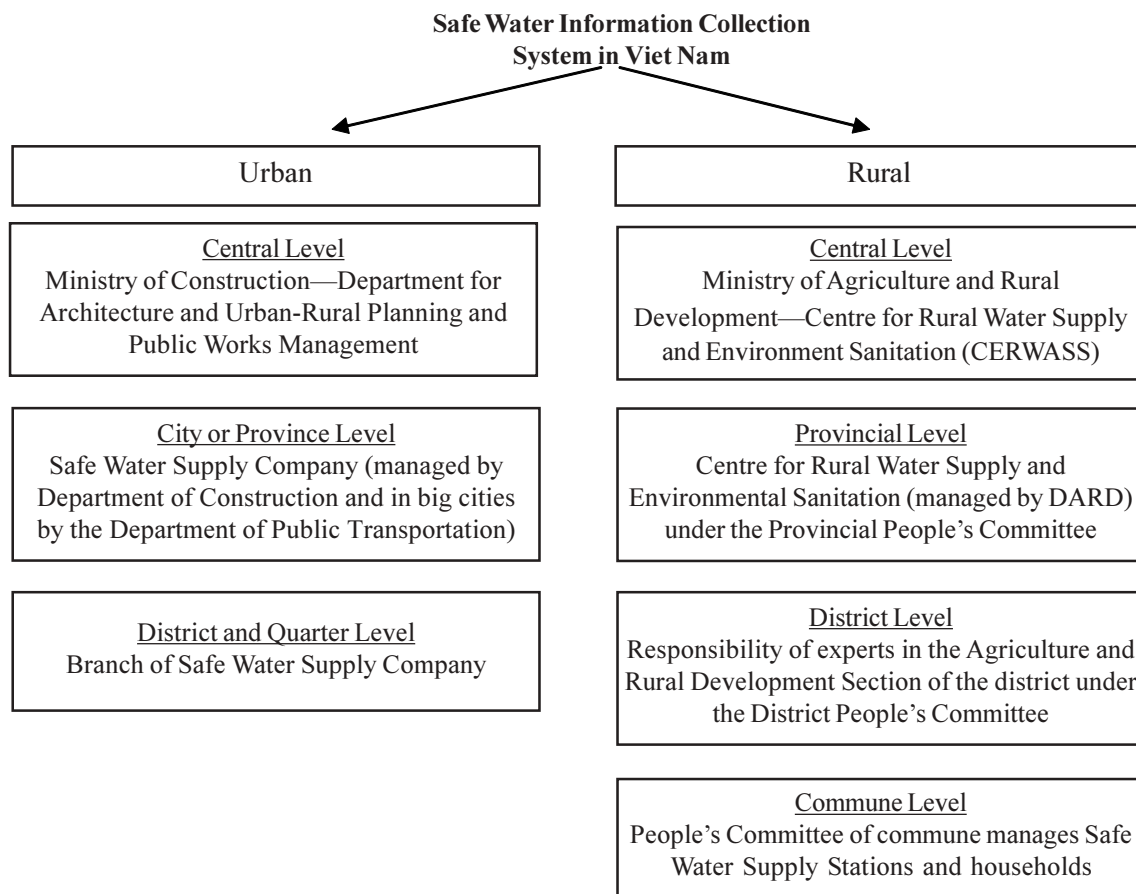 Safe Water Information Collection
System in Viet Nam
Urban
Central Level
Ministry of Construction—Department for
Architecture and Urban-Rural Planning and
Public Works Management
City or Province Level
Safe Water Supply Company (managed by
Department of Construction and in big cities
by the Department of Public Transportation)
District and Quarter Level
Branch of Safe Water Supply Company
Rural
Central Level
Ministry of Agriculture and Rural
Development—Centre for Rural Water Supply
and Environment Sanitation (CERWASS)
Provincial Level
Centre for Rural Water Supply and
Environmental Sanitation (managed by DARD)
under the Provincial People’s Committee
District Level
Responsibility of experts in the Agriculture and
Rural Development Section of the district under
the District People’s Committee
Commune Level
People’s Committee of commune manages Safe
Water Supply Stations and households